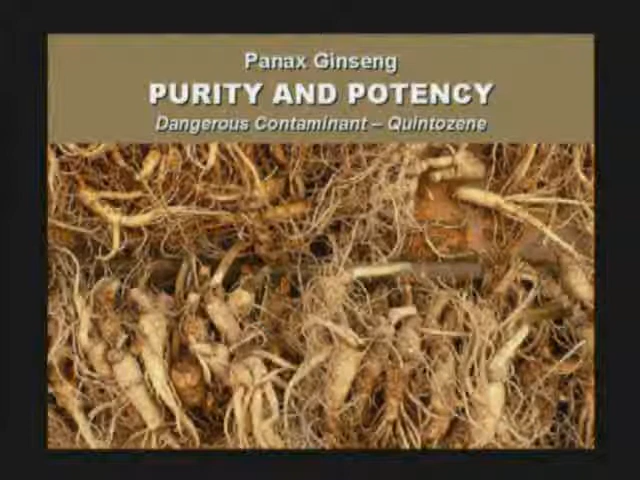 Panax Ginseng
PURITY AND POTENCY
Dangerous Contaminant – Quintozene